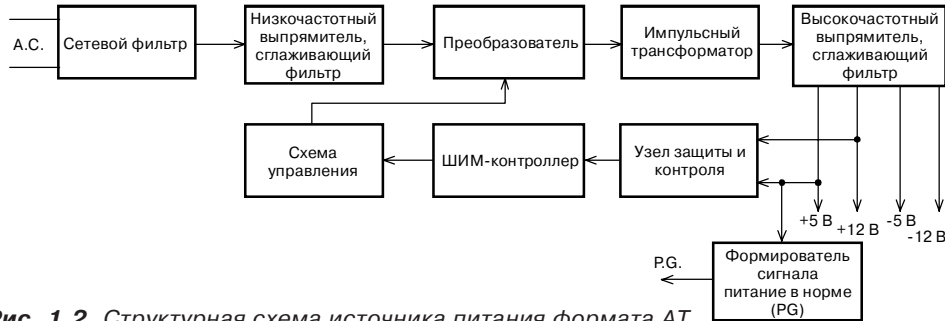 A.C.
Сетевой фильтр
Низкочастотный
выпрямитель,
сглаживающий
фильтр
Преобразователь
Импульсный
трансформатор
Высокочастотный
выпрямитель,
сглаживающий
фильтр
Схема
управления
ШИМ-контроллер
Узел защиты и
контроля
+5 В
+12 В
-5 В
-12 В
P.G.
Формирователь
сигнала
питание в норме
(PG)
Рис. 1.2. Структурная схема источника питания формата АТ